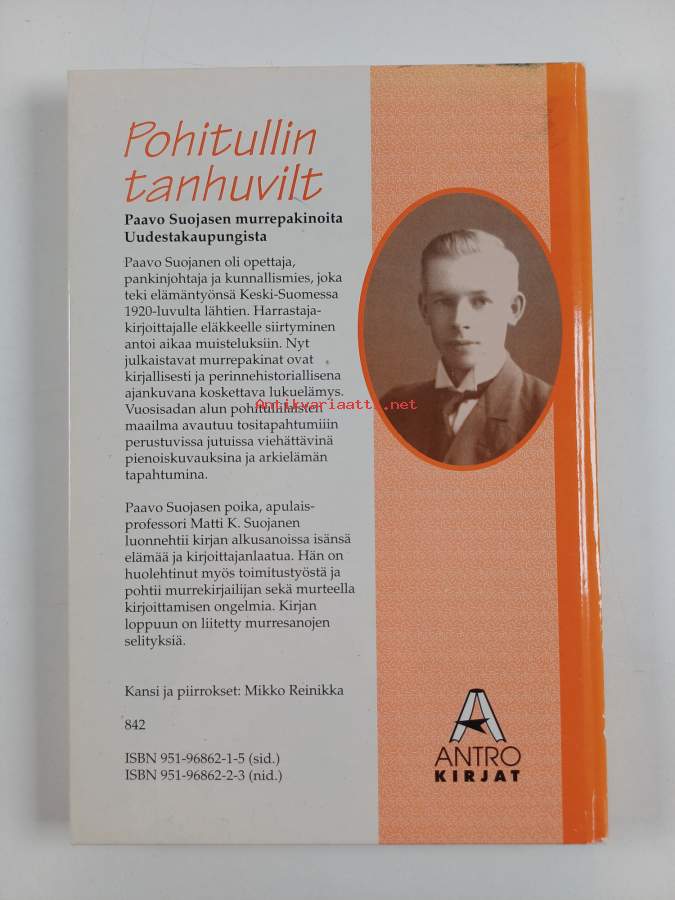 Pohitullin
tanhuvilt
Paavo Suojasen murrepakinoita
Uudestakaupungista
Paavo Suojanen oli opettaja,
pankinjohtaja ja kunnallismies, joka
teki elämäntyönsä Keski-Suomessa
1920-luvulta lähtien. Harrastaja-
kirjoittajalle eläkkeelle siirtyminen
antoi aikaa muisteluksiin. Nyt
julkaistavat murrepakinat ovat
kirjallisesti ja perinnehistoriallisena
ajankuvana koskettava lukuelämys.
Vuosisadan alun pohitullilaisten
maailma avautuu tositapahtumiiin
perustuvissa jutuissa viehättävinä
pienoiskuvauksina ja arkielämän
tapahtumina.
Paavo Suojasen poika, apulais-
professori Matti K. Suojanen
luonnehtii kirjan alkusanoissa isänsä
elämää ja kirjoittajanlaatua. Hän on
huolehtinut myös toimitustyöstä ja
pohtii murrekirjailijan sekä murteella
kirjoittamisen ongelmia. Kirjan
loppuun on liitetty murresanojen
selityksiä.
Kansi ja piirrokset: Mikko Reinikka
842
ISBN 951-96862-1-5 (sid.)
ISBN 951-96862-2-3 (nid.)
Antikvariaatti.net
ANTRO
KIRJAT